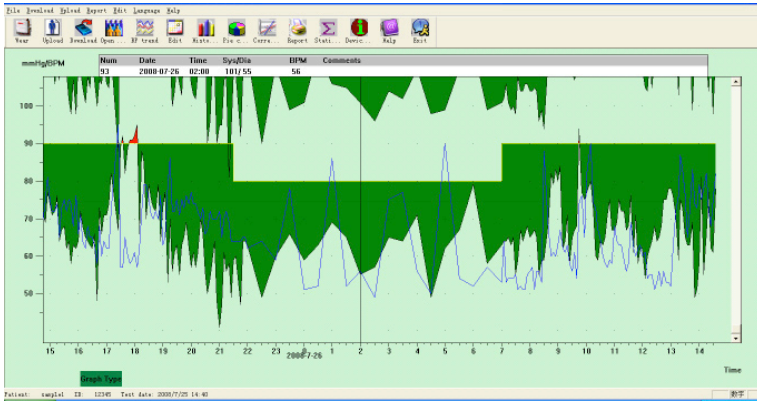 File Download Upload Report Edit Language Help
Wear Upload Download Open ... BP trend Edit Histo... Pie c... Corre... Report Stati... Devic... Help Exit
mmHg/BPM
Num Date Time Sys/Dia BPM Comments
93 2008-07-26 02:00 101/ 55 56
100
90
80
70
60
50
15 16 17 18 19 20 21 22 23 0 1 2 3 4 5 6 7 8 9 10 11 12 13 14
2008-7-26
Time
Graph Type
Patient: sample1 ID: 12345 Test date: 2008/7/25 14:40 数字